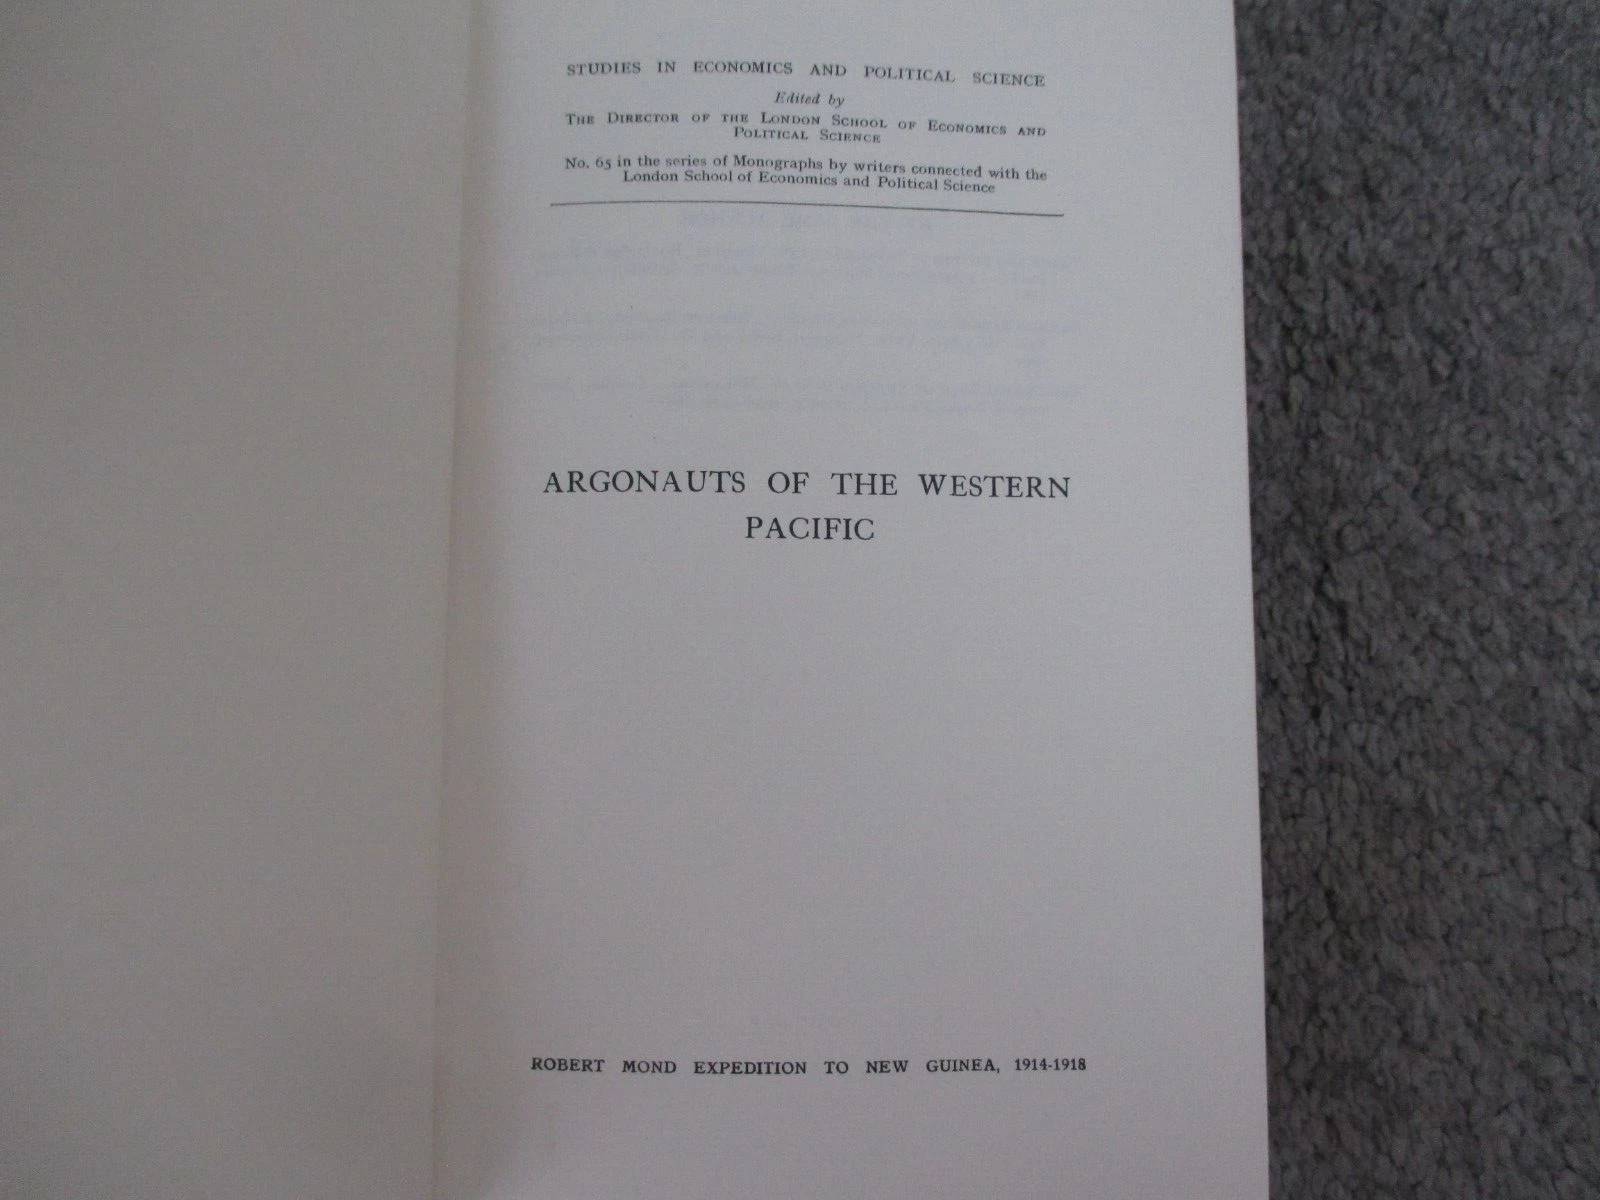 STUDIES IN ECONOMICS AND POLITICAL SCIENCE
Edited by
THE DIRECTOR OF THE LONDON SCHOOL OF ECONOMICS AND
POLITICAL SCIENCE
No. 65 in the series of Monographs by writers connected with the
London School of Economics and Political Science
ARGONAUTS OF THE WESTERN
PACIFIC
ROBERT MOND EXPEDITION TO NEW GUINEA, 1914-1918